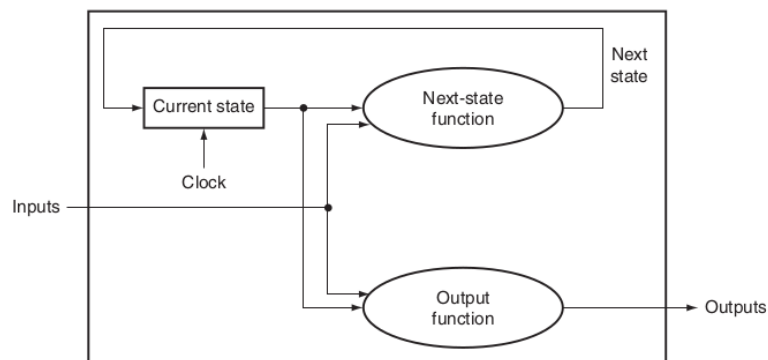 Next
state
Current state
Next-state
function
Clock
Inputs
Output
function
Outputs